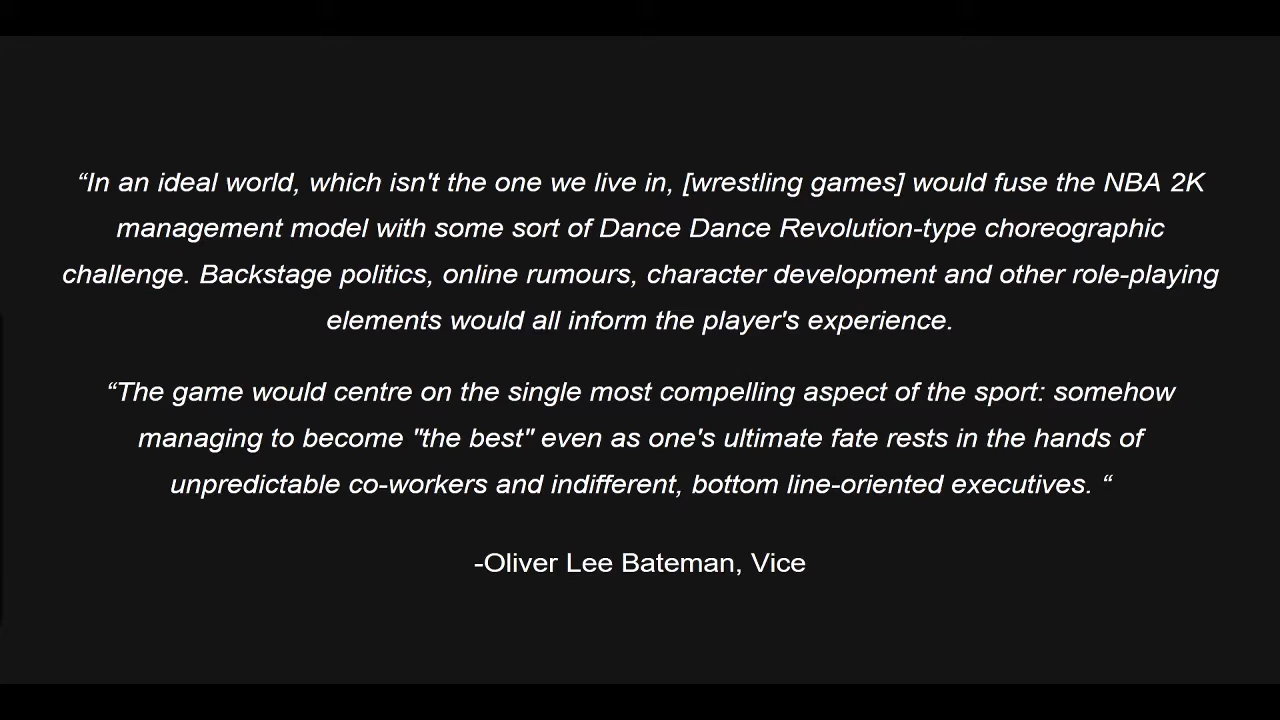 “In an ideal world, which isn't the one we live in, [wrestling games] would fuse the NBA 2K
management model with some sort of Dance Dance Revolution-type choreographic
challenge. Backstage politics, online rumours, character development and other role-playing
elements would all inform the player's experience.
“The game would centre on the single most compelling aspect of the sport: somehow
managing to become "the best" even as one's ultimate fate rests in the hands of
unpredictable co-workers and indifferent, bottom line-oriented executives. “
-Oliver Lee Bateman, Vice